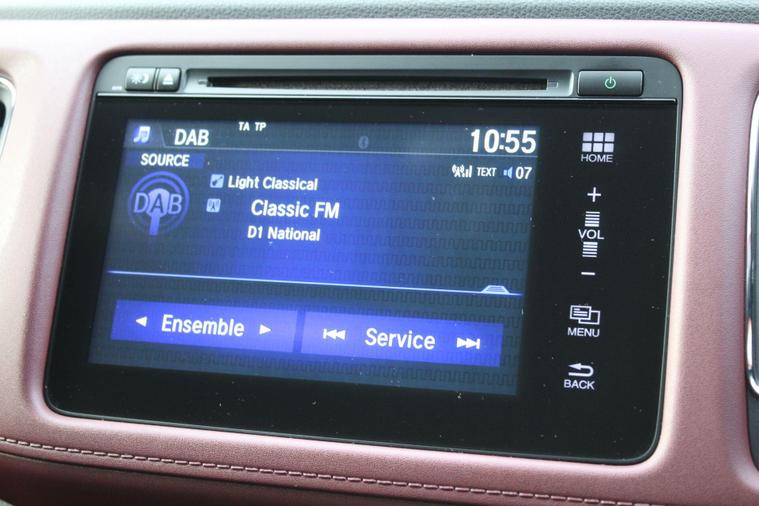 DAB
TA TP
10:55
SOURCE
TEXT 07
DAB
Light Classical
Classic FM
D1 National
Ensemble
Service
HOME
+
VOL
−
MENU
BACK